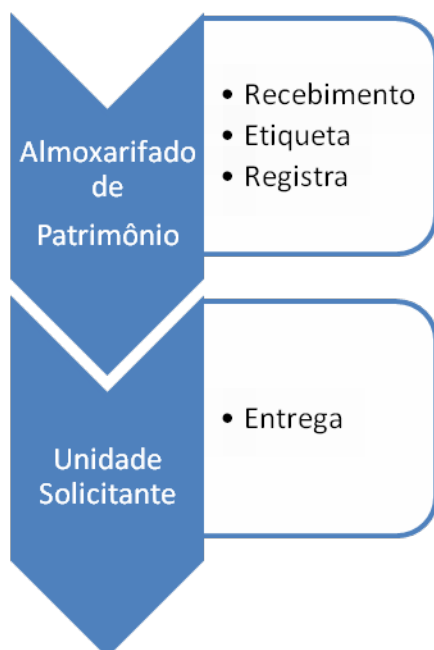 Almoxarifado
de
Patrimônio
• Recebimento
• Etiqueta
• Registra
Unidade
Solicitante
• Entrega